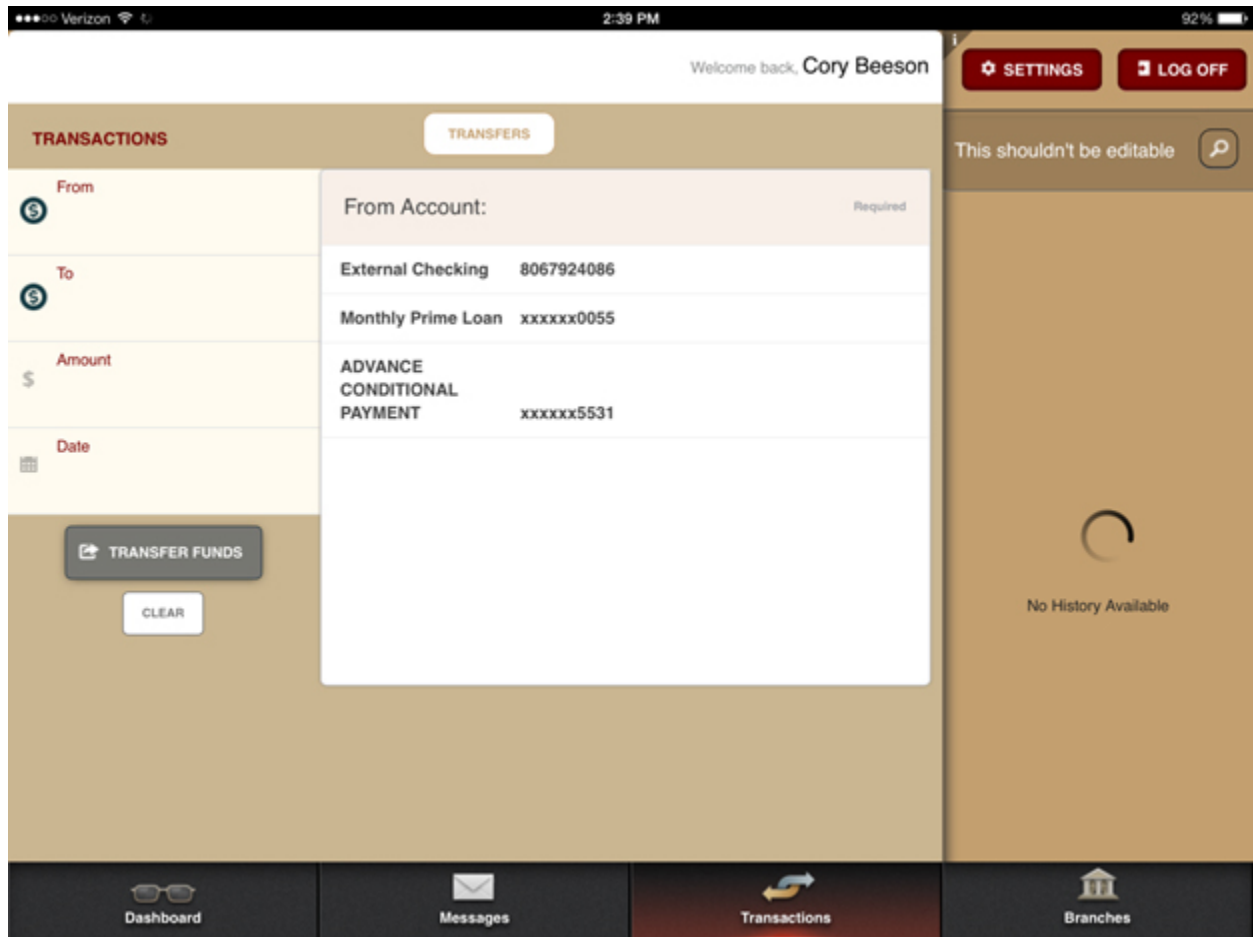 Verizon 2:39 PM 92%
Welcome back, Cory Beeson
i
SETTINGS LOG OFF
TRANSACTIONS
TRANSFERS
This shouldn't be editable
From
To
Amount
$
Date
TRANSFER FUNDS
CLEAR
From Account: Required
External Checking 8067924086
Monthly Prime Loan xxxxxx0055
ADVANCE
CONDITIONAL
PAYMENT xxxxxx5531
No History Available
Dashboard Messages Transactions Branches